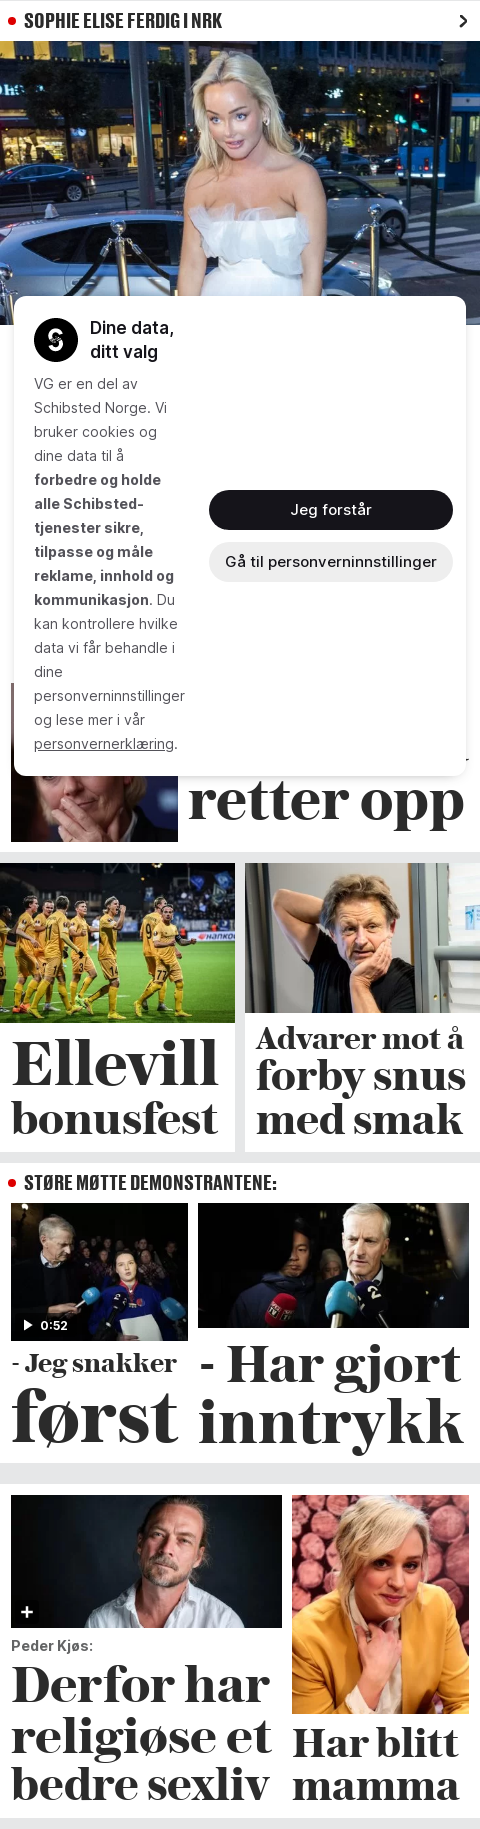 SOPHIE ELISE FERDIG I NRK
Dine data,
ditt valg
VG er en del av
Schibsted Norge. Vi
bruker cookies og
dine data til å
forbedre og holde
alle Schibsted-
tjenester sikre,
tilpasse og måle
reklame, innhold og
kommunikasjon. Du
kan kontrollere hvilke
data vi får behandle i
dine
personverninnstillinger
og lese mer i vår
personvernerklæring.
Jeg forstår
Gå til personverninnstillinger
retter opp
Ellevill
bonusfest
Advarer mot å
forby snus
med smak
STØRE MØTTE DEMONSTRANTENE:
0:52
- Jeg snakker
først
- Har gjort
inntrykk
Peder Kjøs:
Derfor har
religiøse et
bedre sexliv
Har blitt
mamma